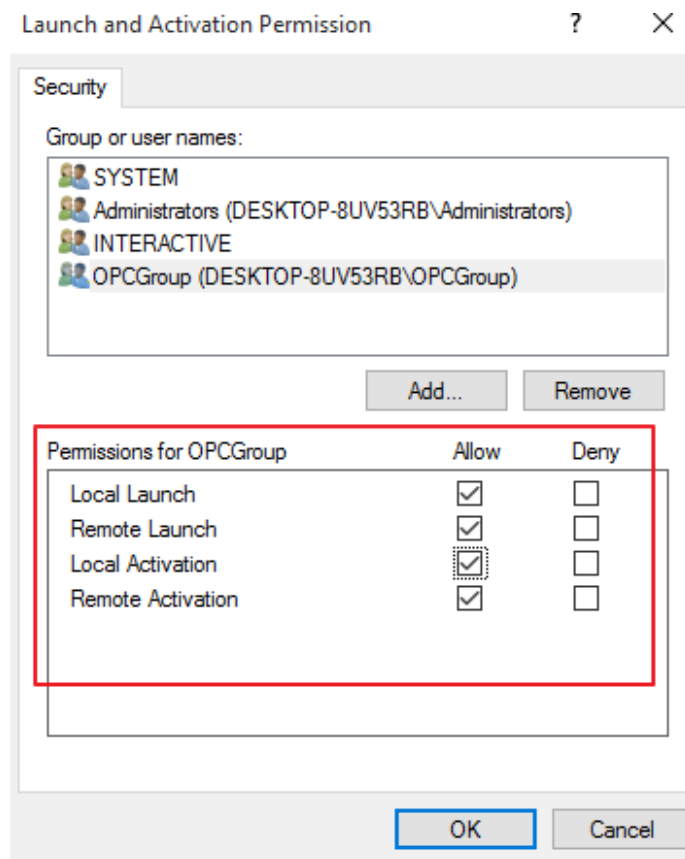 Launch and Activation Permission ?
Security
Group or user names:
SYSTEM
Administrators (DESKTOP-8UV53RB\Administrators)
INTERACTIVE
OPCGroup (DESKTOP-8UV53RB\OPCGroup)
Add... Remove
Permissions for OPCGroup Allow Deny
Local Launch
Remote Launch
Local Activation
Remote Activation
OK Cancel